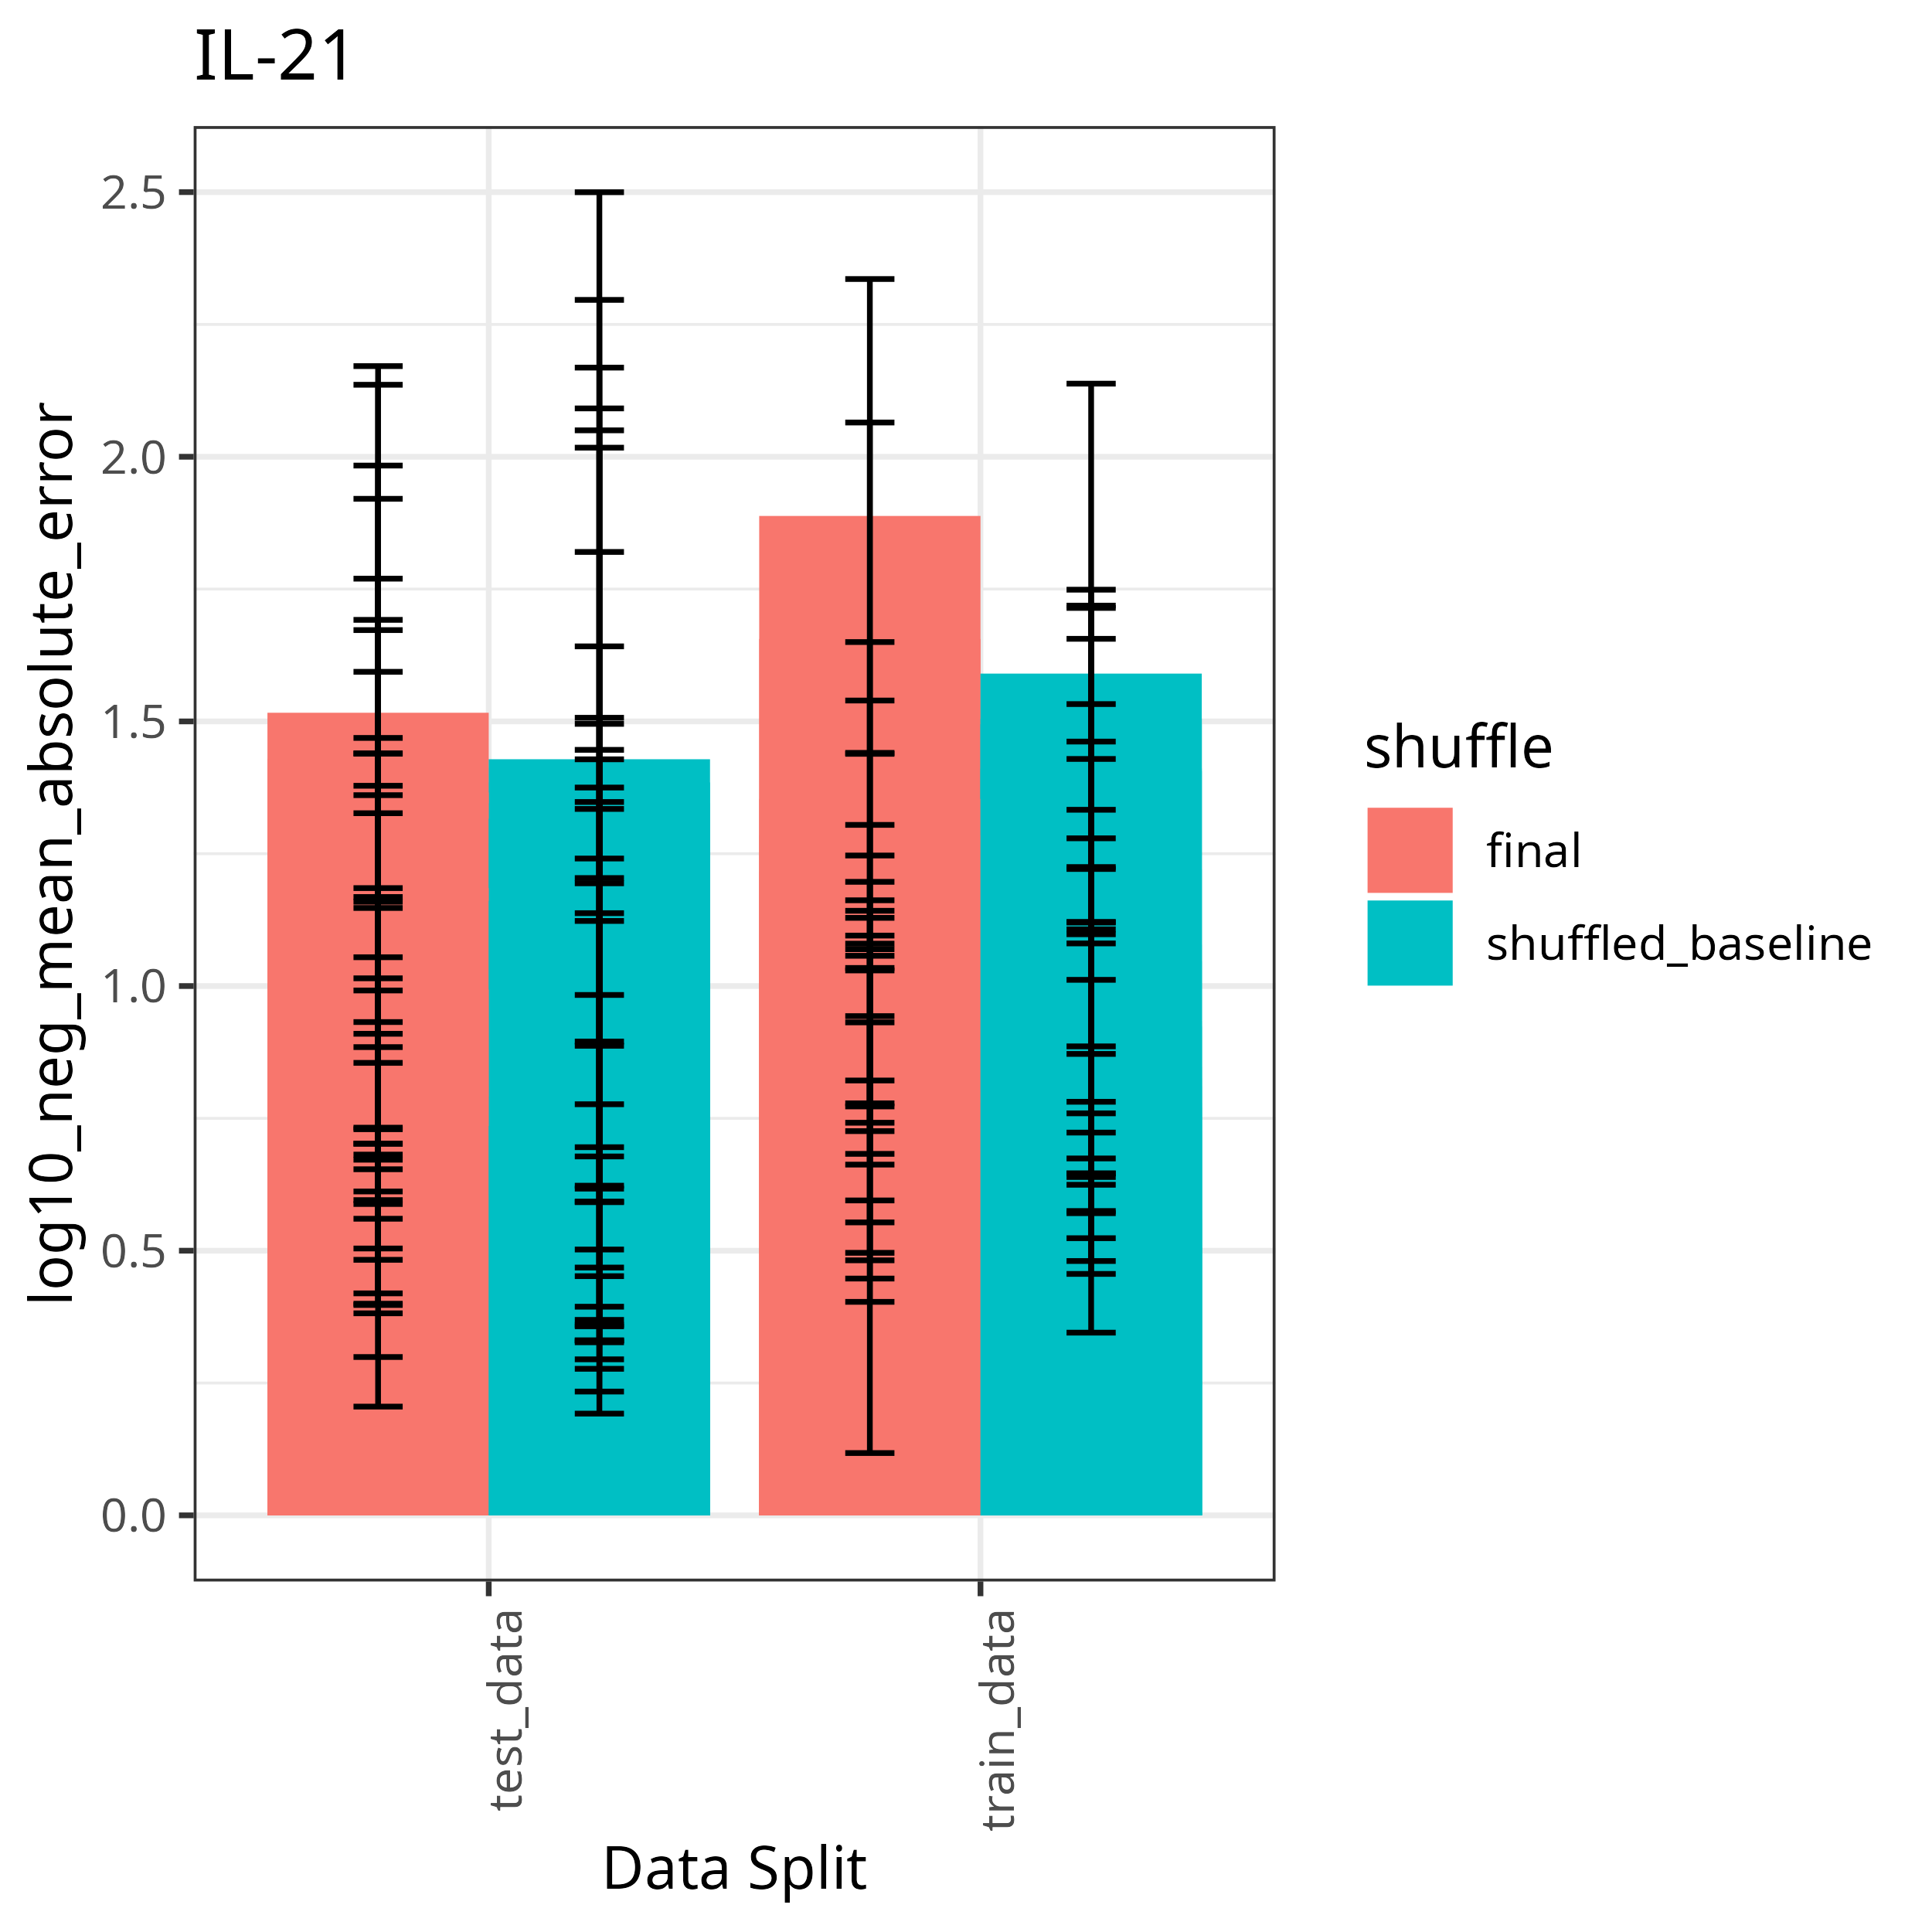 IL-21
log10_neg_mean_absolute_error
2.5
2.0
1.5
1.0
0.5
0.0
test_data
train_data
Data Split
shuffle
final
shuffled_baseline